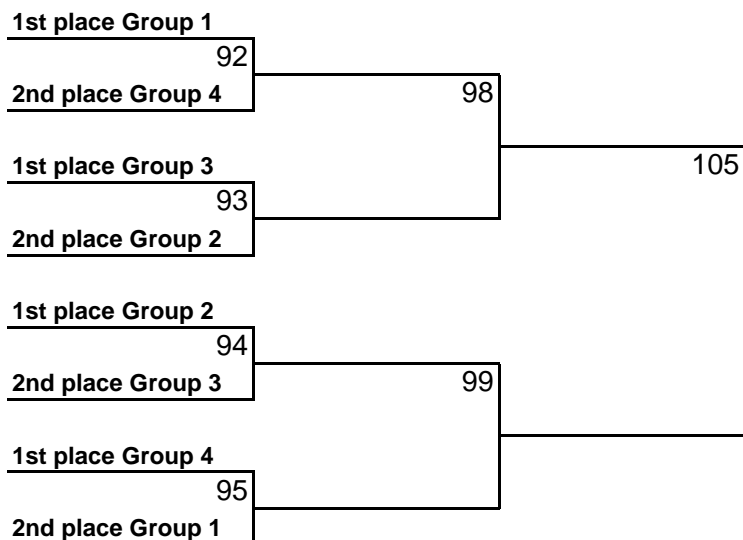 1st place Group 1
92
2nd place Group 4
98
1st place Group 3
105
93
2nd place Group 2
1st place Group 2
94
2nd place Group 3
99
1st place Group 4
95
2nd place Group 1